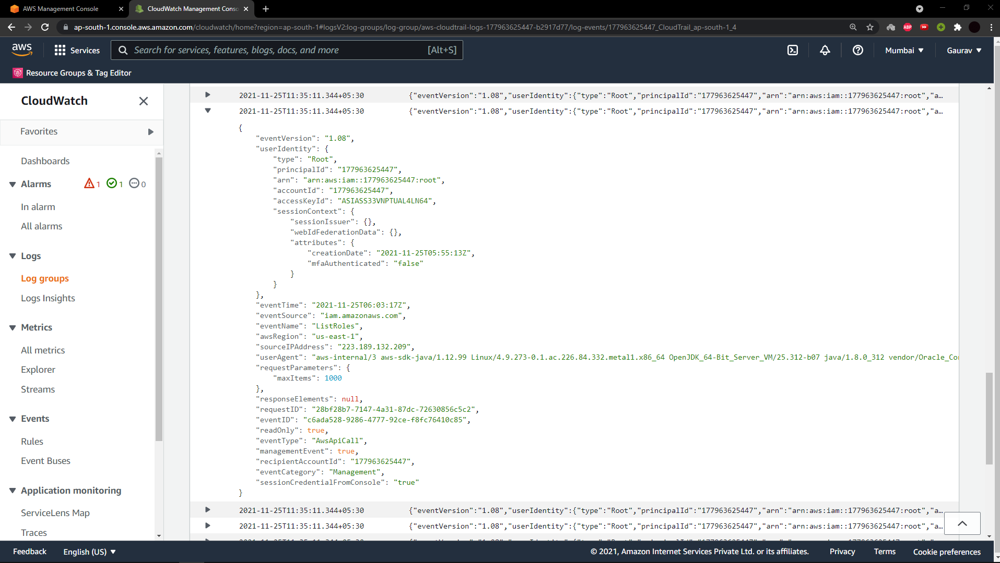 AWS Management Console
CloudWatch Management Conso
ap-south-1.console.aws.amazon.com/cloudwatch/home?region=ap-south-1#logsV2:log-groups/log-group/aws-cloudtrail-logs-177963625447-b2917d77/log-events/177963625447_CloudTrail_ap-south-1_4
ABP
aws
Services
Search for services, features, blogs, docs, and more
[Alt+S]
Mumbai
Gaurav
Resource Groups & Tag Editor
CloudWatch
Favorites
Dashboards
Alarms 1 1 0
In alarm
All alarms
Logs
Log groups
Logs Insights
Metrics
All metrics
Explorer
Streams
Events
Rules
Event Buses
Application monitoring
ServiceLens Map
Traces
2021-11-25T11:35:11.344+05:30 {"eventVersion":"1.08","userIdentity":{"type":"Root","principalId":"177963625447","arn":"arn:aws:iam::177963625447:root","a…
2021-11-25T11:35:11.344+05:30 {"eventVersion":"1.08","userIdentity":{"type":"Root","principalId":"177963625447","arn":"arn:aws:iam::177963625447:root","a…
{
"eventVersion": "1.08",
"userIdentity": {
"type": "Root",
"principalId": "177963625447",
"arn": "arn:aws:iam::177963625447:root",
"accountId": "177963625447",
"accessKeyId": "ASIASS33VNPTUAL4LN64",
"sessionContext": {
"sessionIssuer": {},
"webIdFederationData": {},
"attributes": {
"creationDate": "2021-11-25T05:55:13Z",
"mfaAuthenticated": "false"
}
}
},
"eventTime": "2021-11-25T06:03:17Z",
"eventSource": "iam.amazonaws.com",
"eventName": "ListRoles",
"awsRegion": "us-east-1",
"sourceIPAddress": "223.189.132.209",
"userAgent": "aws-internal/3 aws-sdk-java/1.12.99 Linux/4.9.273-0.1.ac.226.84.332.metal1.x86_64 OpenJDK_64-Bit_Server_VM/25.312-b07 java/1.8.0_312 vendor/Oracle_Cor
"requestParameters": {
"maxItems": 1000
},
"responseElements": null,
"requestID": "28bf28b7-7147-4a31-87dc-72630856c5c2",
"eventID": "c6ada528-9286-4777-92ce-f8fc76410c85",
"readOnly": true,
"eventType": "AwsApiCall",
"managementEvent": true,
"recipientAccountId": "177963625447",
"eventCategory": "Management",
"sessionCredentialFromConsole": "true"
}
2021-11-25T11:35:11.344+05:30 {"eventVersion":"1.08","userIdentity":{"type":"Root","principalId":"177963625447","arn":"arn:aws:iam::177963625447:root","a…
2021-11-25T11:35:11.344+05:30 {"eventVersion":"1.08","userIdentity":{"type":"Root","principalId":"177963625447","arn":"arn:aws:iam::177963625447:root","a…
Feedback
English (US)
© 2021, Amazon Internet Services Private Ltd. or its affiliates.
Privacy
Terms
Cookie preferences